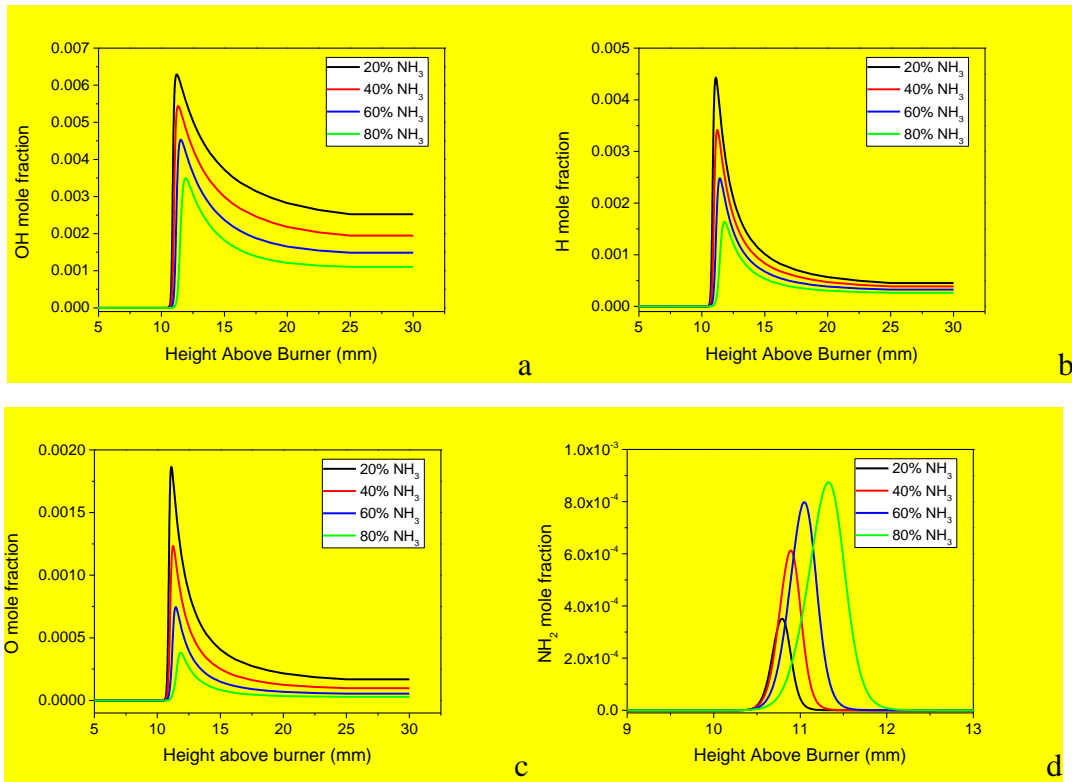 0.007
0.006
0.005
0.004
0.003
0.002
0.001
0.000
OH mole fraction
20% NH3
40% NH3
60% NH3
80% NH3
5 10 15 20 25 30
Height Above Burner (mm)
a
0.005
0.004
0.003
0.002
0.001
0.000
H mole fraction
20% NH3
40% NH3
60% NH3
80% NH3
5 10 15 20 25 30
Height Above Burner (mm)
b
0.0020
0.0015
0.0010
0.0005
0.0000
O mole fraction
20% NH3
40% NH3
60% NH3
80% NH3
5 10 15 20 25 30
Height above burner (mm)
c
1.0x10-3
8.0x10-4
6.0x10-4
4.0x10-4
2.0x10-4
0.0
NH2 mole fraction
20% NH3
40% NH3
60% NH3
80% NH3
9 10 11 12 13
Height Above Burner (mm)
d